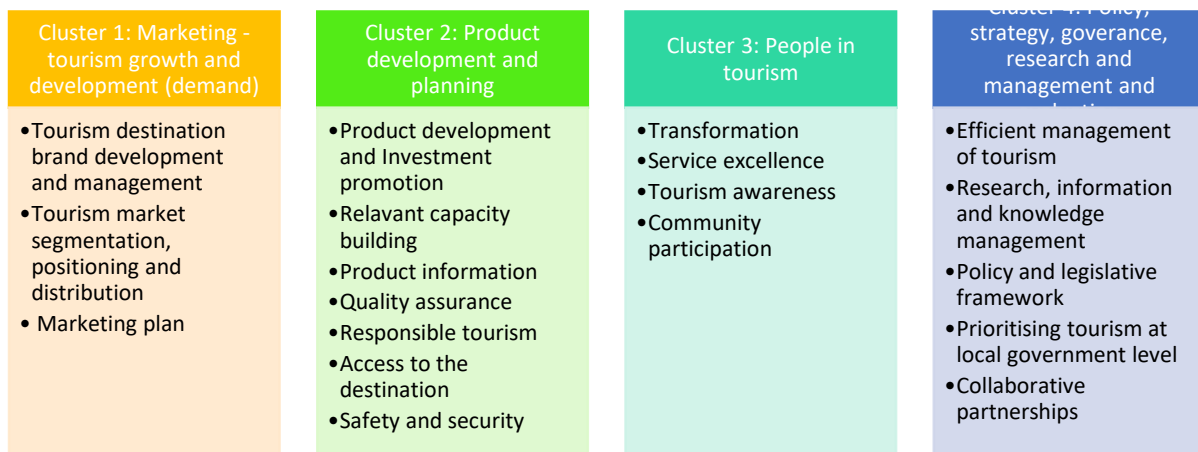 Cluster 1: Marketing -
tourism growth and
development (demand)
•Tourism destination
brand development
and management
•Tourism market
segmentation,
positioning and
distribution
• Marketing plan
Cluster 2: Product
development and
planning
•Product development
and Investment
promotion
•Relavant capacity
building
•Product information
•Quality assurance
•Responsible tourism
•Access to the
destination
•Safety and security
Cluster 3: People in
tourism
•Transformation
•Service excellence
•Tourism awareness
•Community
participation
Cluster 4: Policy,
strategy, goverance,
research and
management and
•Efficient management
of tourism
•Research, information
and knowledge
management
•Policy and legislative
framework
•Prioritising tourism at
local government level
•Collaborative
partnerships